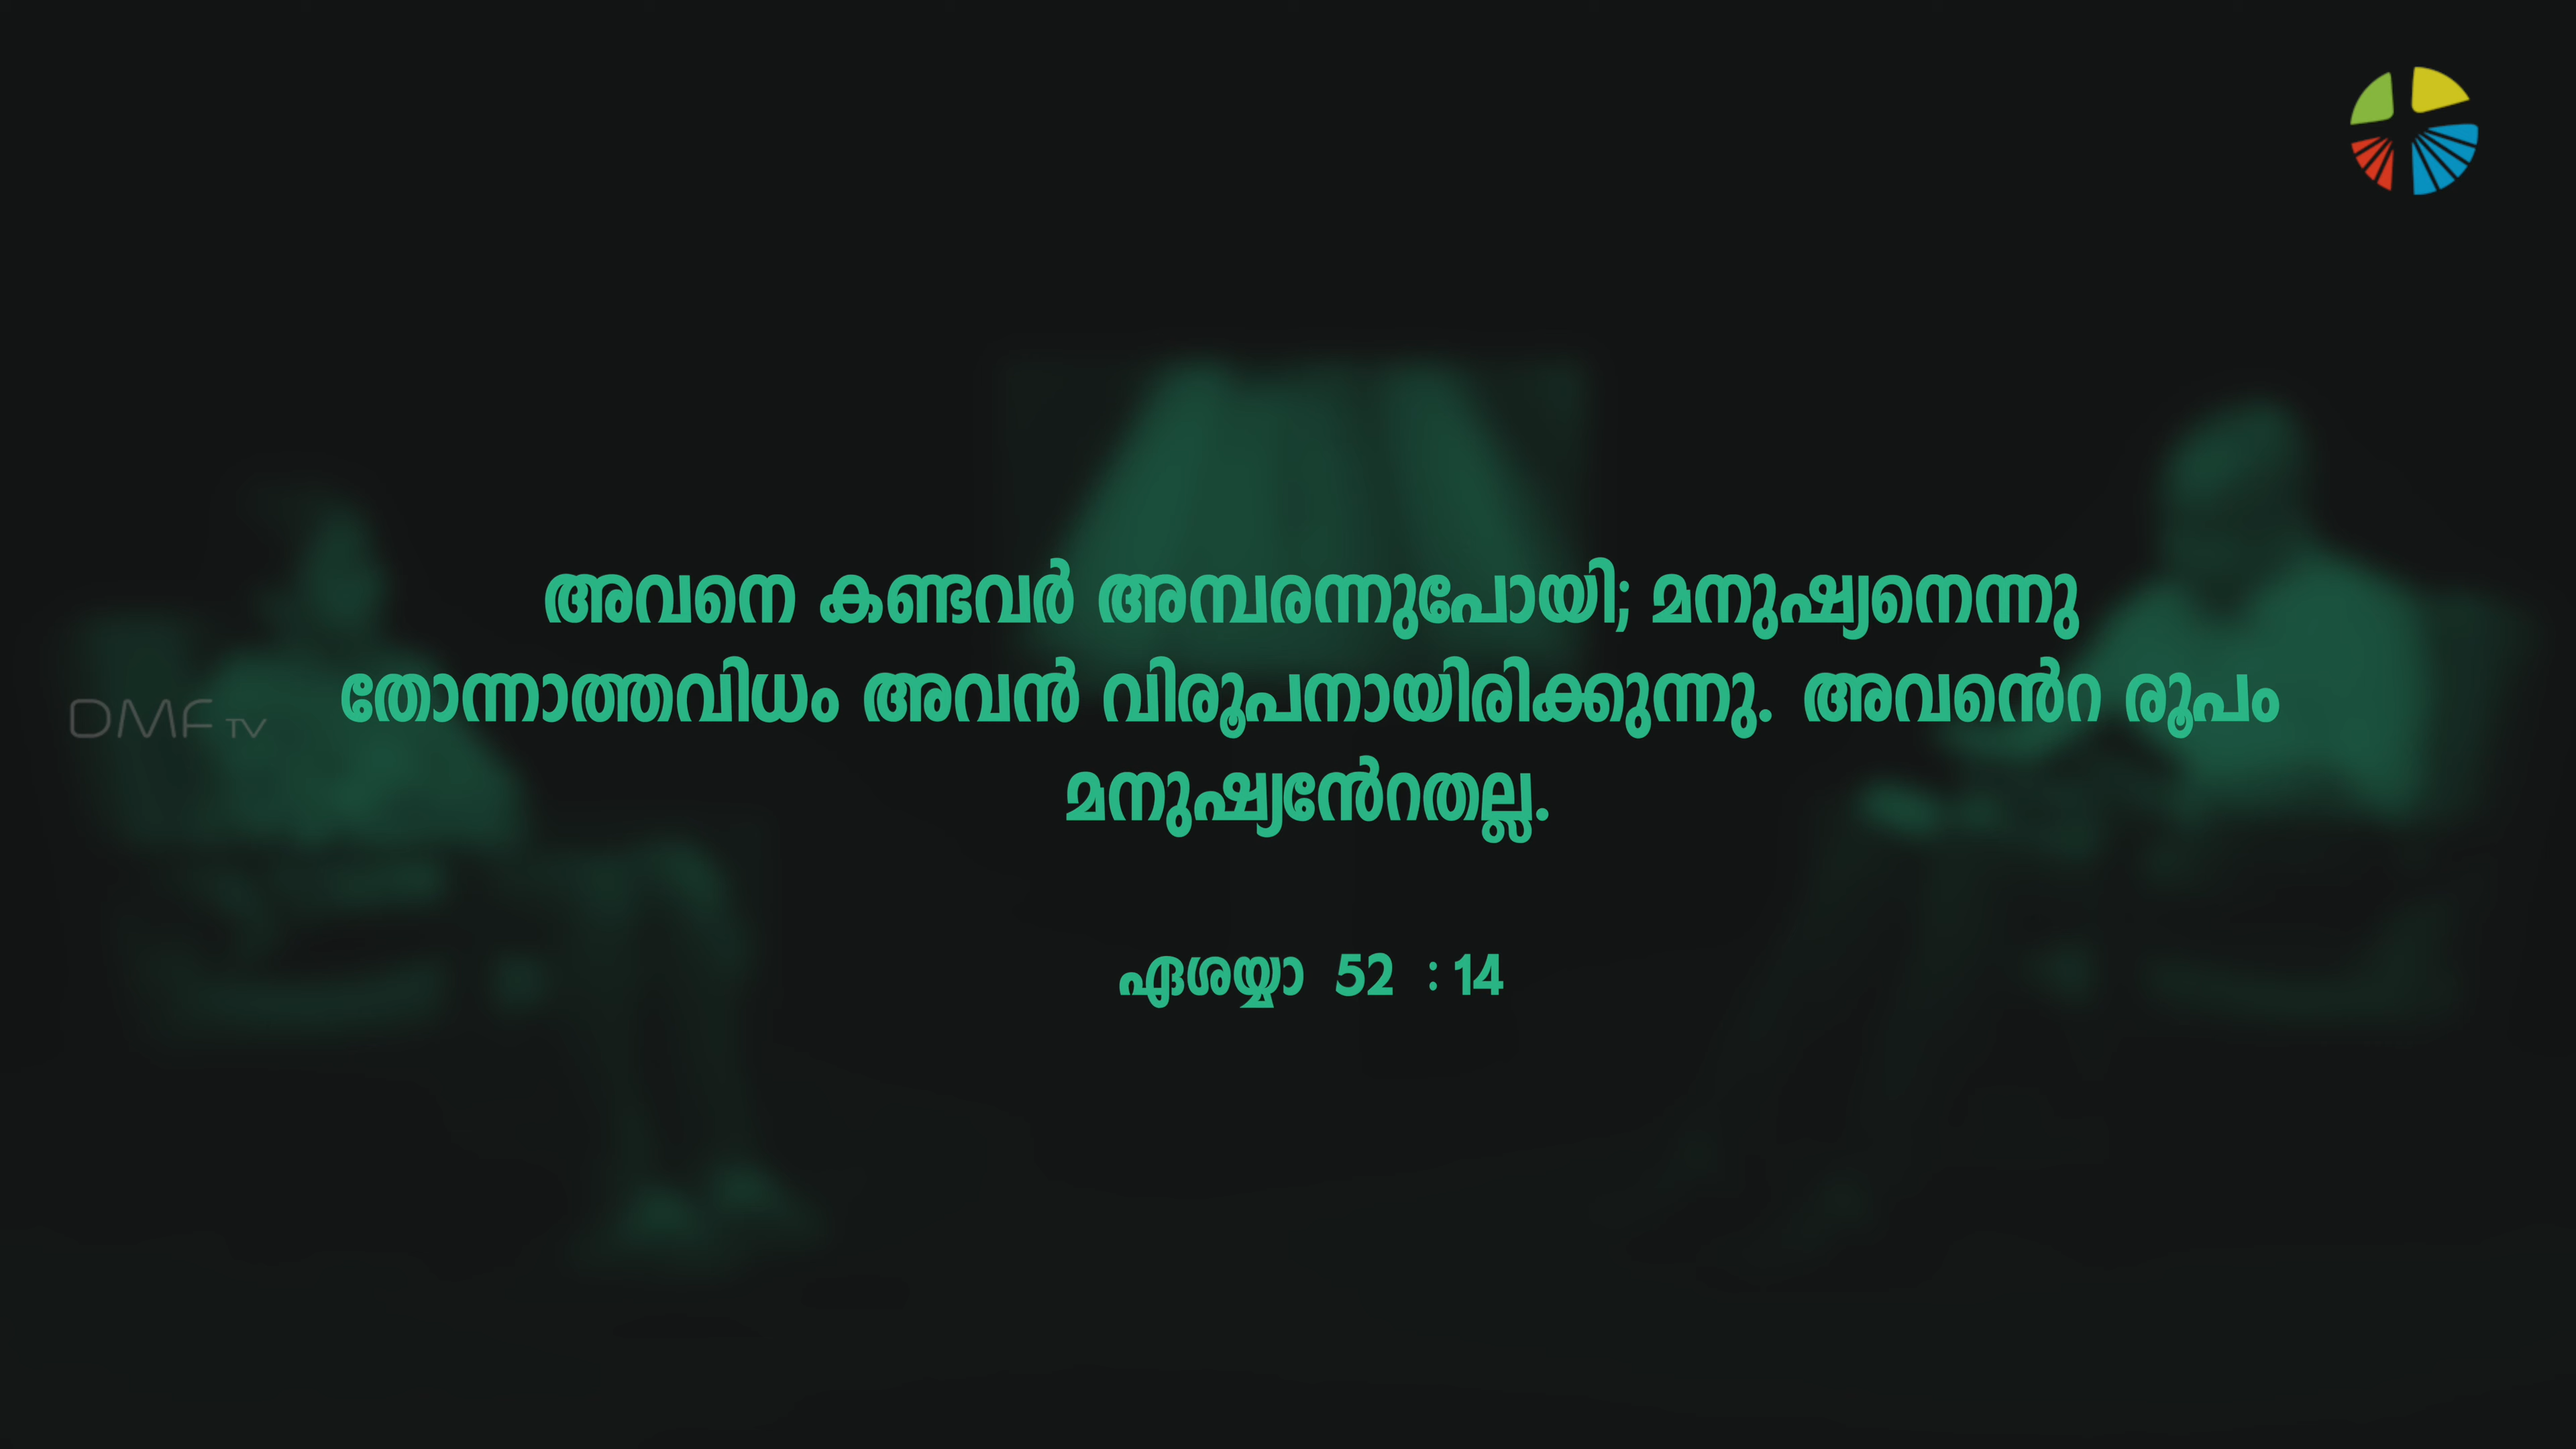 അവനെ കണ്ടവർ അമ്പരന്നുപോയി; മനുഷ്യനെന്നു
തോന്നാത്തവിധം അവൻ വിരൂപനായിരിക്കുന്നു. അവൻെറ രൂപം
DMF TV
മനുഷ്യൻേറതല്ല.
ഏശയ്യാ 52 : 14